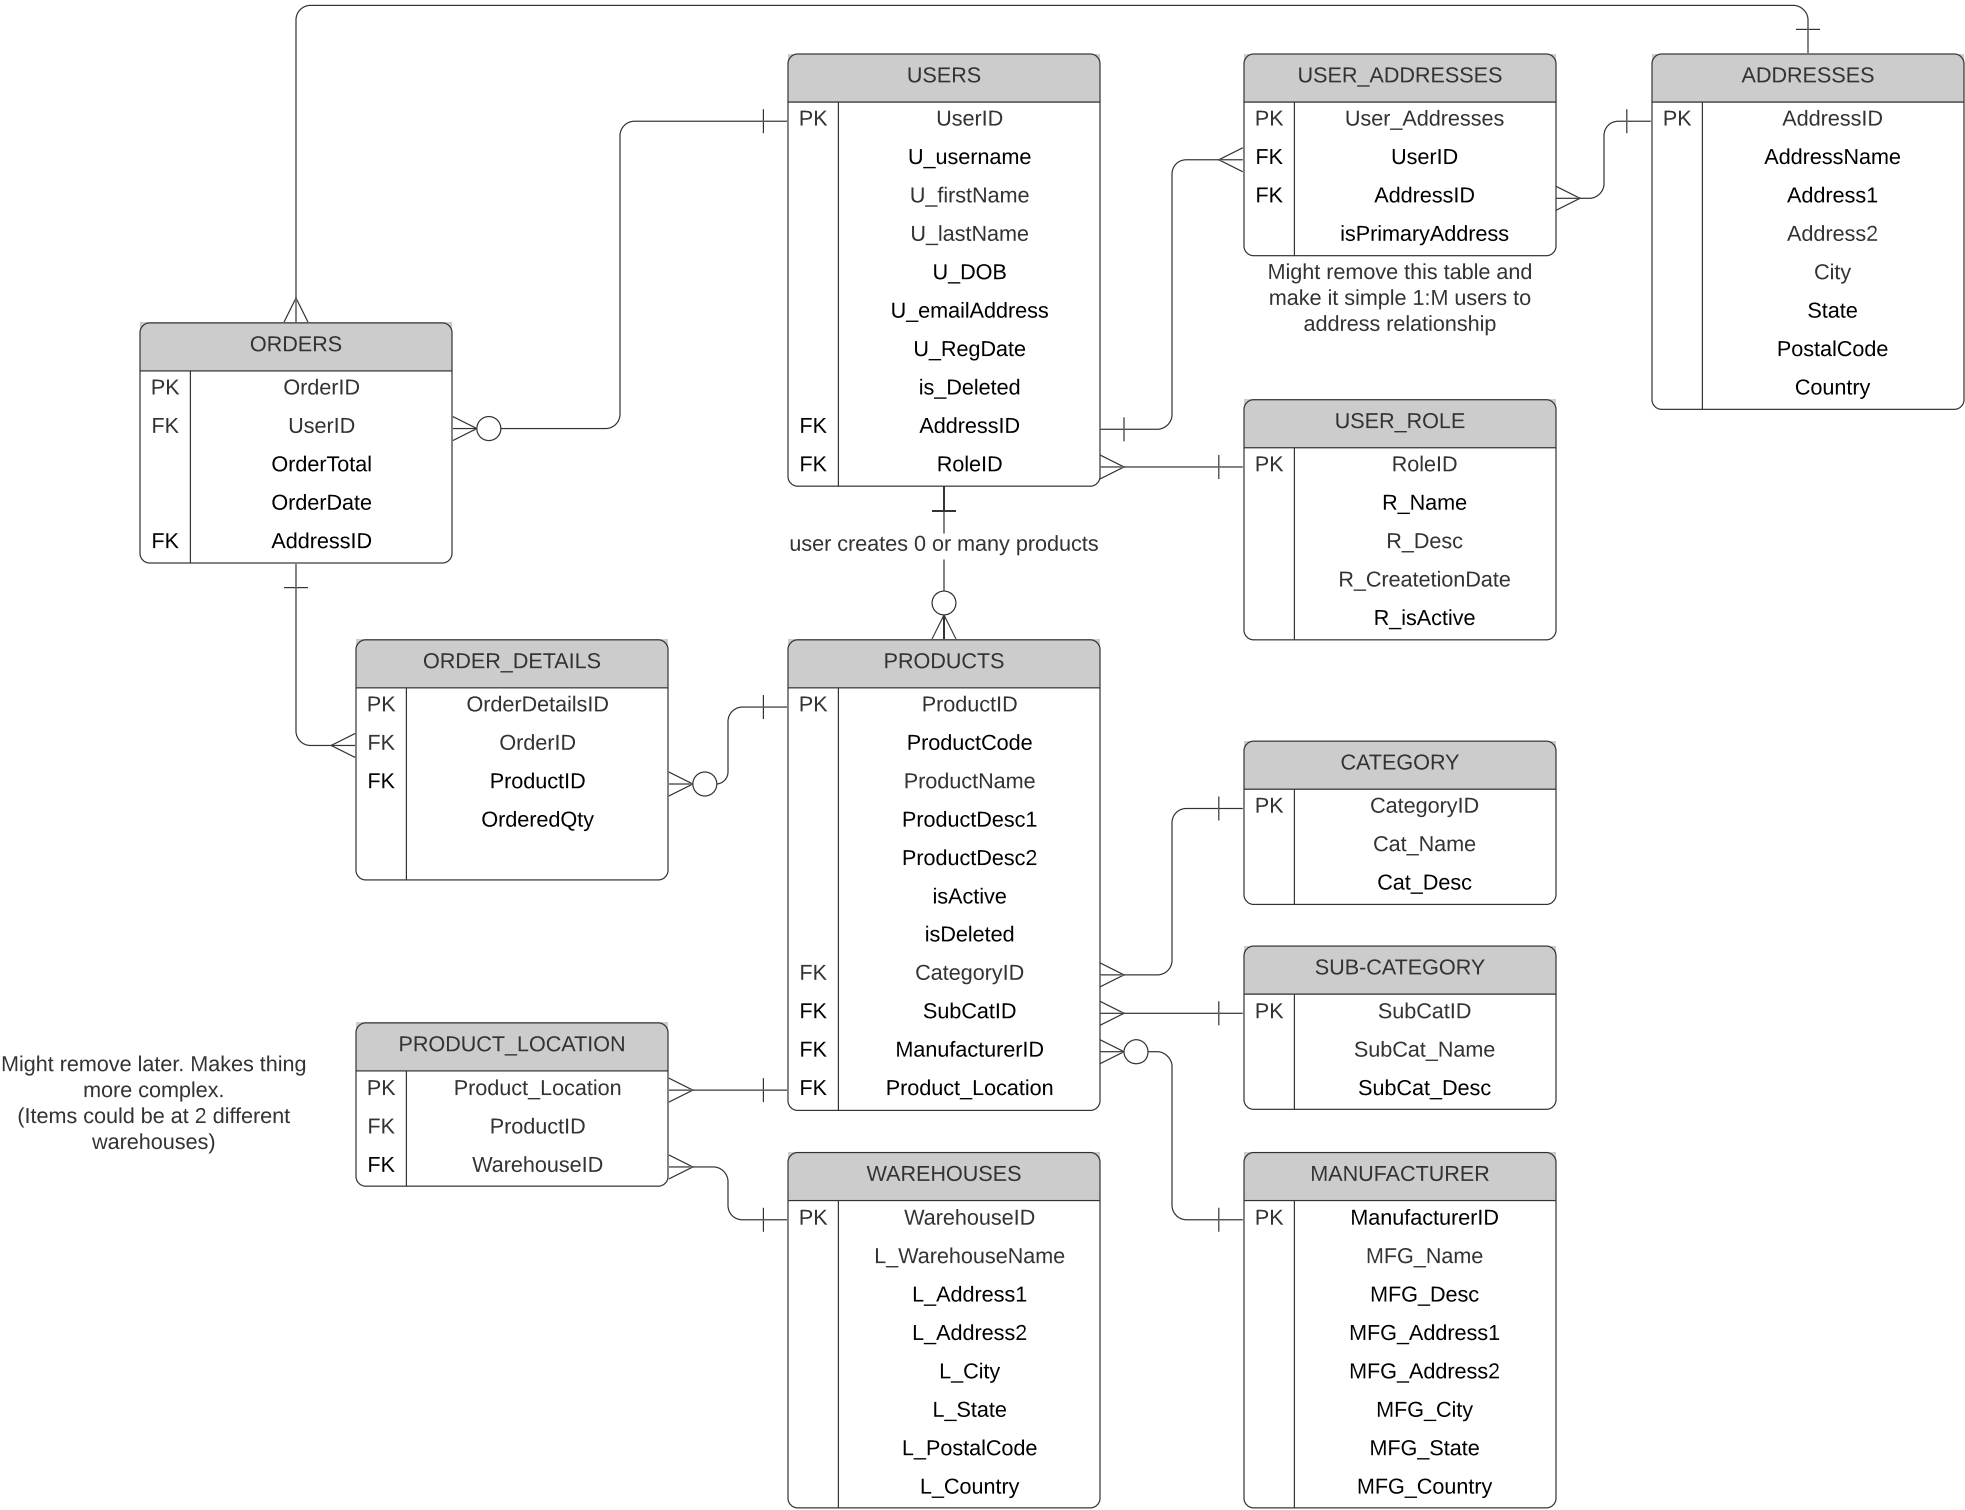 USERS
PK UserID
U_username
U_firstName
U_lastName
U_DOB
U_emailAddress
U_RegDate
is_Deleted
FK AddressID
FK RoleID
USER_ADDRESSES
PK User_Addresses
FK UserID
FK AddressID
isPrimaryAddress
Might remove this table and
make it simple 1:M users to
address relationship
ADDRESSES
PK AddressID
AddressName
Address1
Address2
City
State
PostalCode
Country
ORDERS
PK OrderID
FK UserID
OrderTotal
OrderDate
FK AddressID
USER_ROLE
PK RoleID
R_Name
R_Desc
R_CreatetionDate
R_isActive
user creates 0 or many products
ORDER_DETAILS
PK OrderDetailsID
FK OrderID
FK ProductID
OrderedQty
PRODUCTS
PK ProductID
ProductCode
ProductName
ProductDesc1
ProductDesc2
isActive
isDeleted
FK CategoryID
FK SubCatID
FK ManufacturerID
FK Product_Location
CATEGORY
PK CategoryID
Cat_Name
Cat_Desc
SUB-CATEGORY
PK SubCatID
SubCat_Name
SubCat_Desc
Might remove later. Makes thing
more complex.
(Items could be at 2 different
warehouses)
PRODUCT_LOCATION
PK Product_Location
FK ProductID
FK WarehouseID
WAREHOUSES
PK WarehouseID
L_WarehouseName
L_Address1
L_Address2
L_City
L_State
L_PostalCode
L_Country
MANUFACTURER
PK ManufacturerID
MFG_Name
MFG_Desc
MFG_Address1
MFG_Address2
MFG_City
MFG_State
MFG_Country